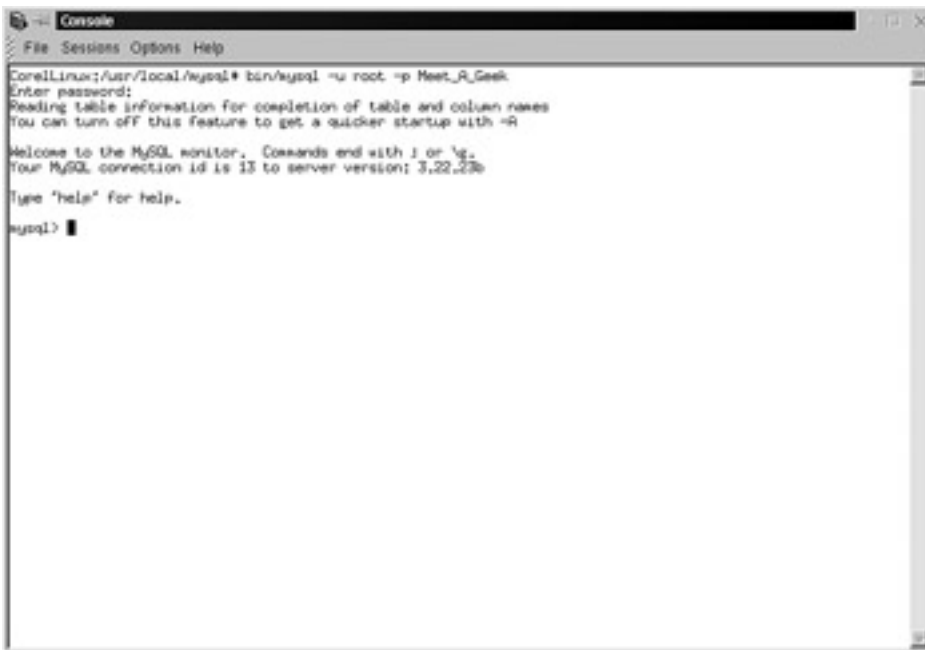 Console
File Sessions Options Help
CorelLinux:/usr/local/mysql# bin/mysql -u root -p Meet_A_Geek
Enter password:
Reading table information for completion of table and column names
You can turn off this feature to get a quicker startup with -A
Welcome to the MySQL monitor. Commands end with ; or \g.
Your MySQL connection id is 13 to server version: 3.22.23b
Type 'help' for help.
mysql>